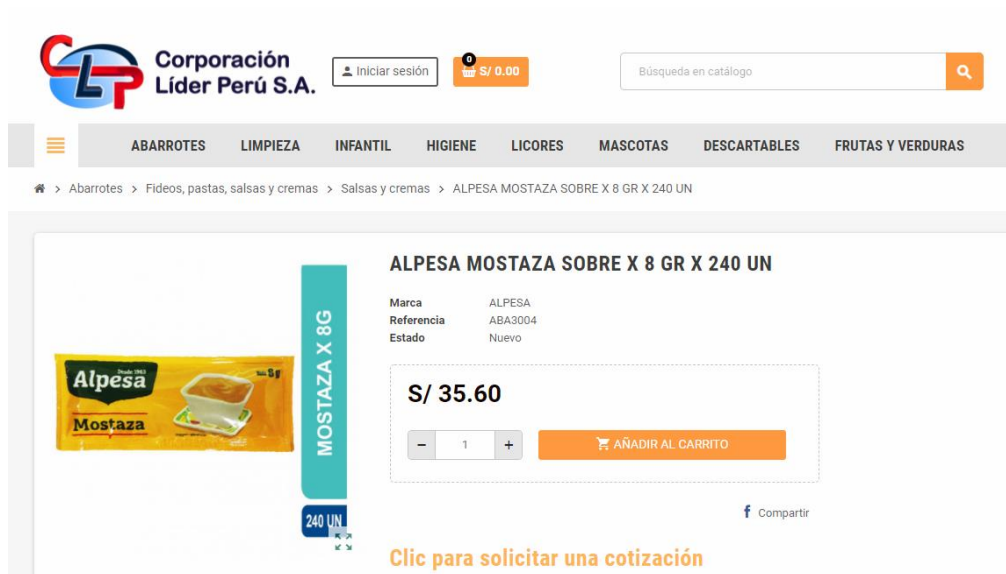 Corporación
Líder Perú S.A.
Iniciar sesión
0
S/ 0.00
Búsqueda en catálogo
ABARROTES LIMPIEZA INFANTIL HIGIENE LICORES MASCOTAS DESCARTABLES FRUTAS Y VERDURAS
> Abarrotes > Fideos, pastas, salsas y cremas > Salsas y cremas > ALPESA MOSTAZA SOBRE X 8 GR X 240 UN
Desde 1963
Alpesa
8g
Mostaza
MOSTAZA X 8G
240 UN
ALPESA MOSTAZA SOBRE X 8 GR X 240 UN
Marca ALPESA
Referencia ABA3004
Estado Nuevo
S/ 35.60
− 1 +
AÑADIR AL CARRITO
f Compartir
Clic para solicitar una cotización